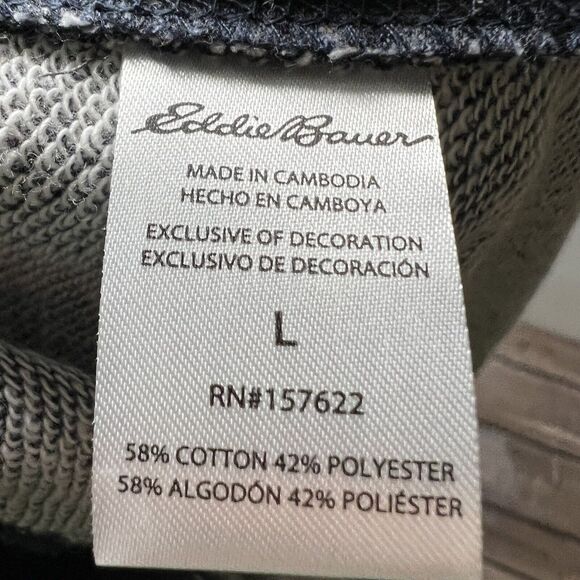 Eddie Bauer
MADE IN CAMBODIA
HECHO EN CAMBOYA
EXCLUSIVE OF DECORATION
EXCLUSIVO DE DECORACIÓN
L
RN#157622
58% COTTON 42% POLYESTER
58% ALGODÓN 42% POLIÉSTER